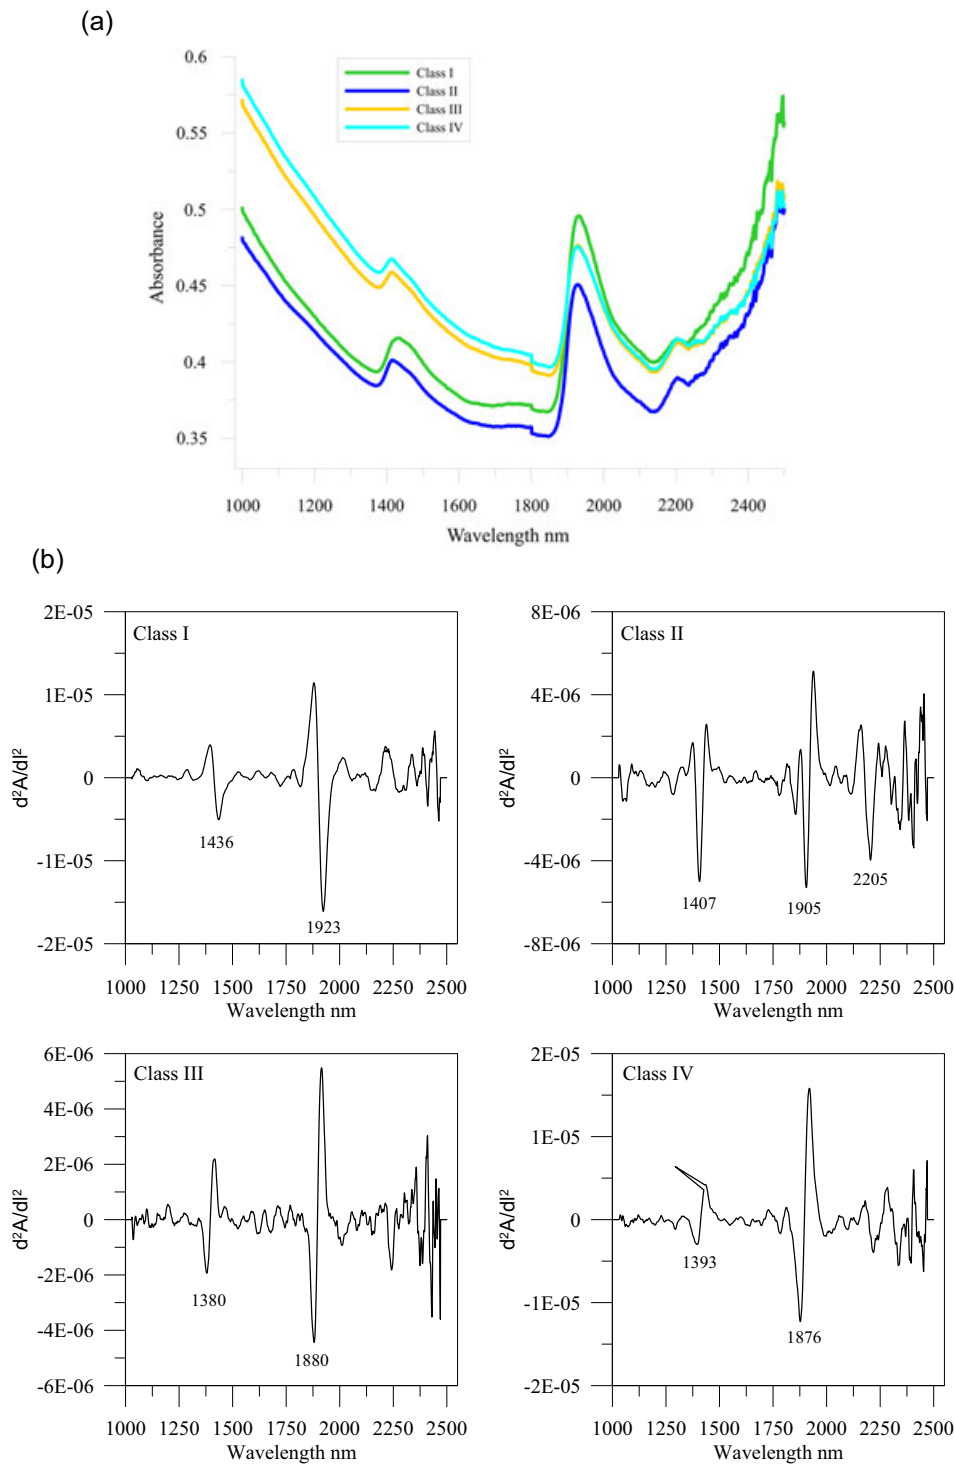 (a)
0.6
0.55
0.5
0.45
0.4
0.35
Absorbance
Class I
Class II
Class III
Class IV
1000 1200 1400 1600 1800 2000 2200 2400
Wavelength nm
(b)
2E-05
1E-05
0
-1E-05
-2E-05
d²A/dl²
Class I
1436
1923
1000 1250 1500 1750 2000 2250 2500
Wavelength nm
8E-06
4E-06
0
-4E-06
-8E-06
d²A/dl²
Class II
1407
1905
2205
1000 1250 1500 1750 2000 2250 2500
Wavelength nm
6E-06
4E-06
2E-06
0
-2E-06
-4E-06
-6E-06
d²A/dl²
Class III
1380
1880
1000 1250 1500 1750 2000 2250 2500
Wavelength nm
2E-05
1E-05
0
-1E-05
-2E-05
d²A/dl²
Class IV
1393
1876
1000 1250 1500 1750 2000 2250 2500
Wavelength nm